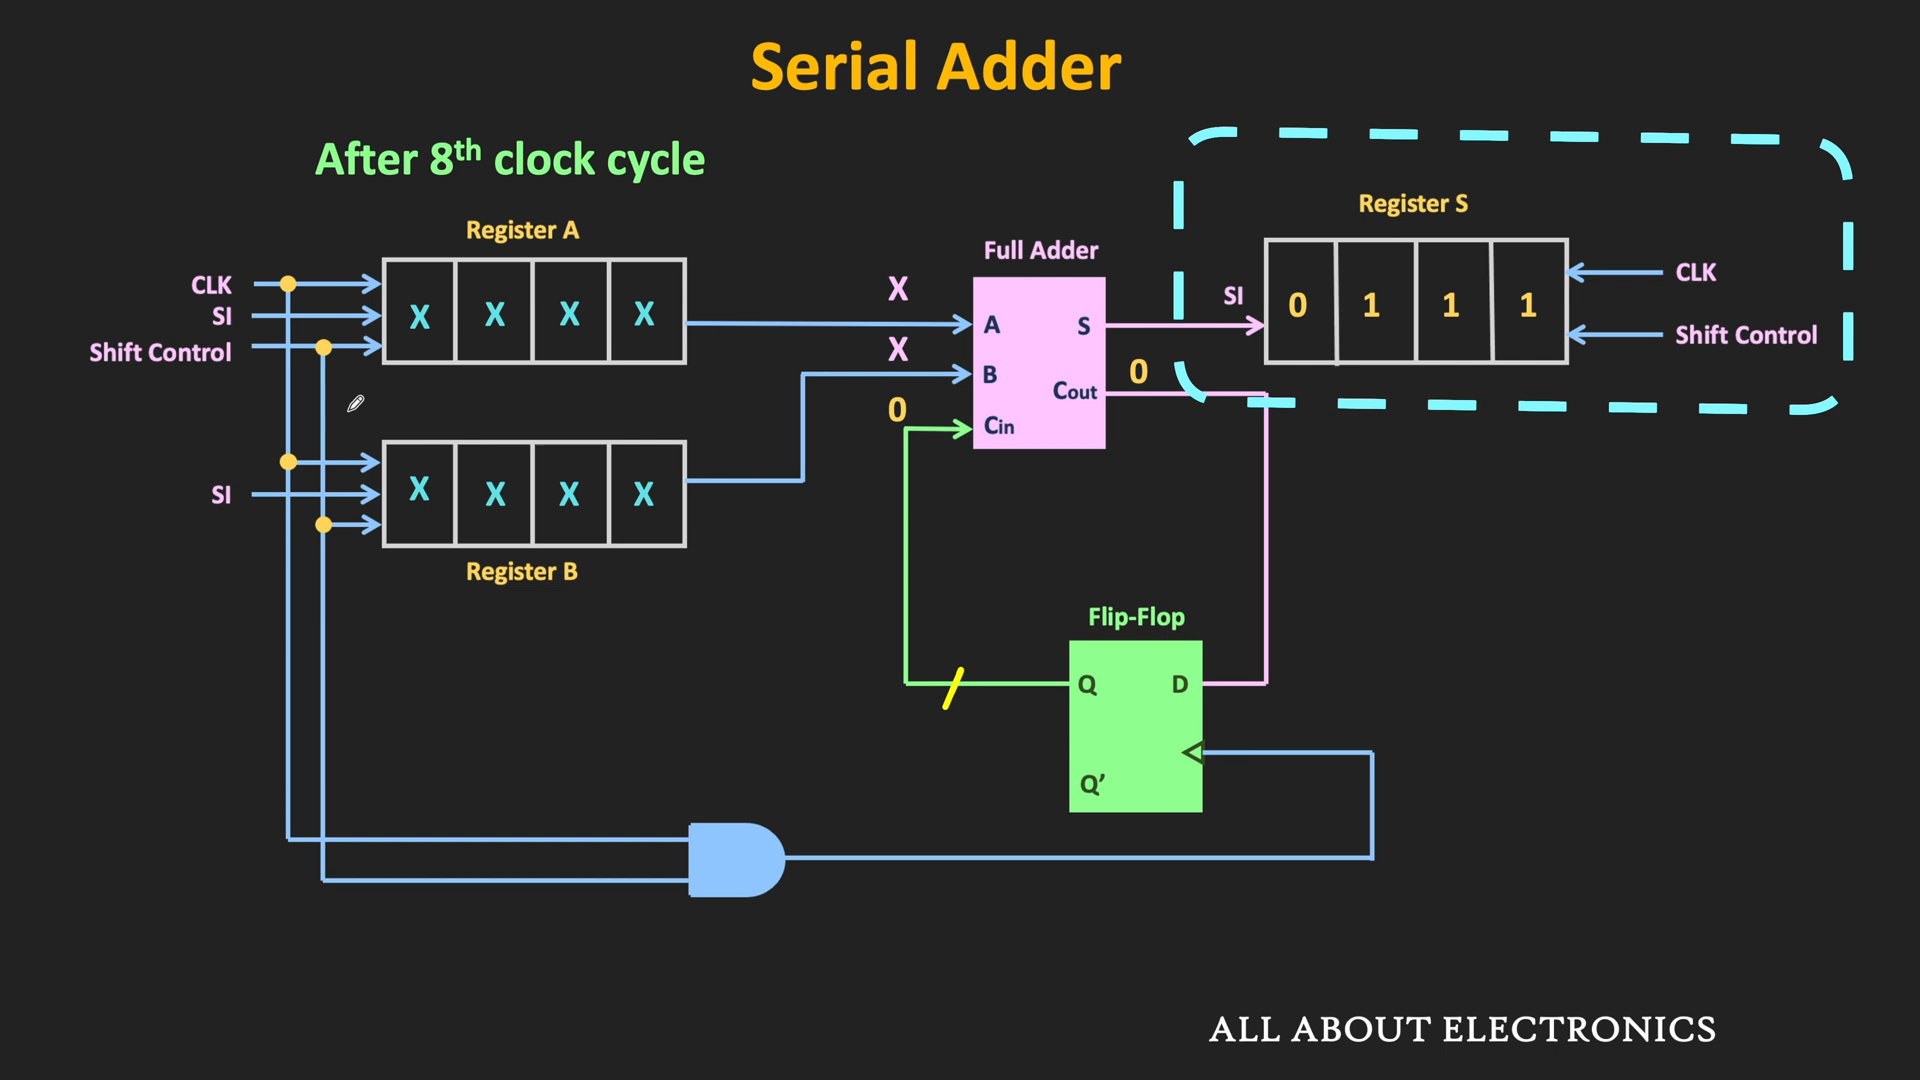 Serial Adder
After 8th clock cycle
Register A
CLK
SI
Shift Control
X X X X
SI
X X X X
Register B
Full Adder
X
X
0
A
B
Cin
S
Cout
0
Register S
SI
0 1 1 1
CLK
Shift Control
Flip-Flop
Q D
Q’
ALL ABOUT ELECTRONICS